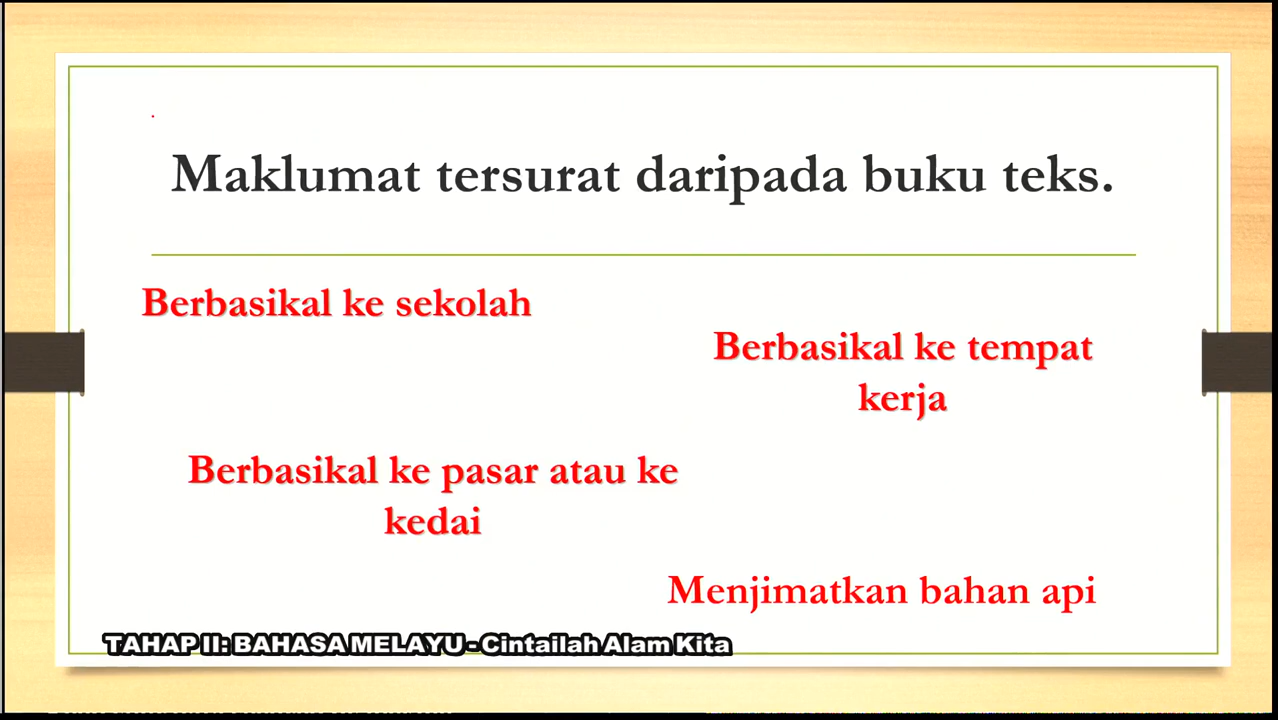 Maklumat tersurat daripada buku teks.
Berbasikal ke sekolah
Berbasikal ke tempat
kerja
Berbasikal ke pasar atau ke
kedai
Menjimatkan bahan api
TAHAP II: BAHASA MELAYU - Cintailah Alam Kita